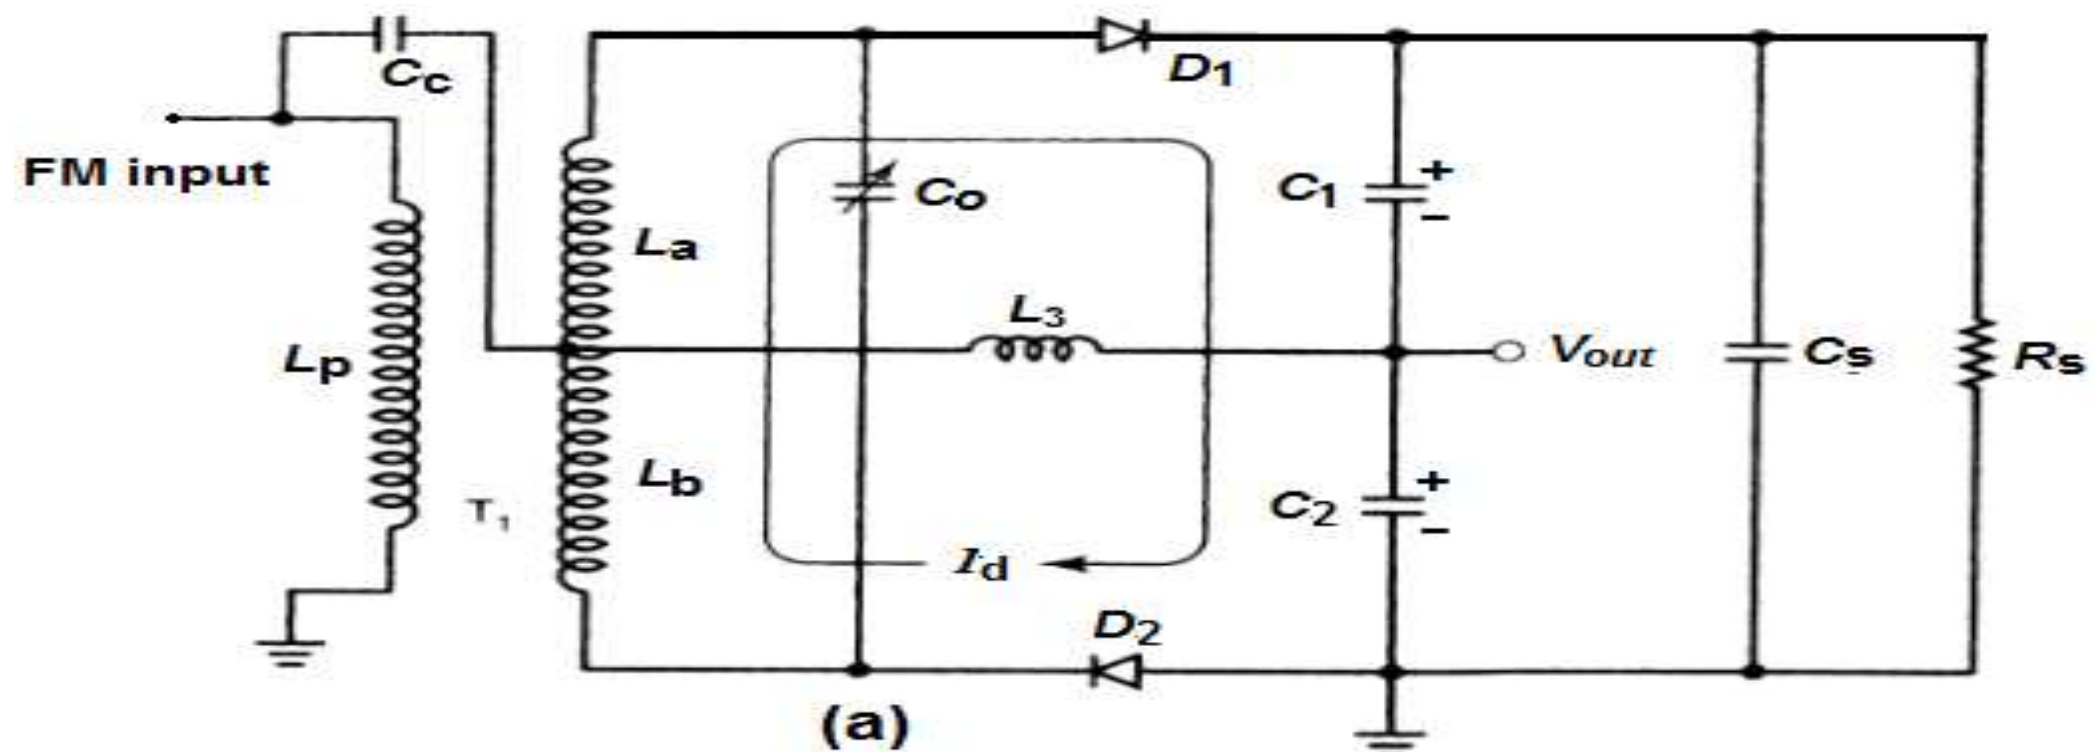 Cc
D1
FM input
Co
C1
+
−
La
L3
Lp
Vout
Cs
Rs
Lb
T1
C2
+
−
Id
D2
(a)